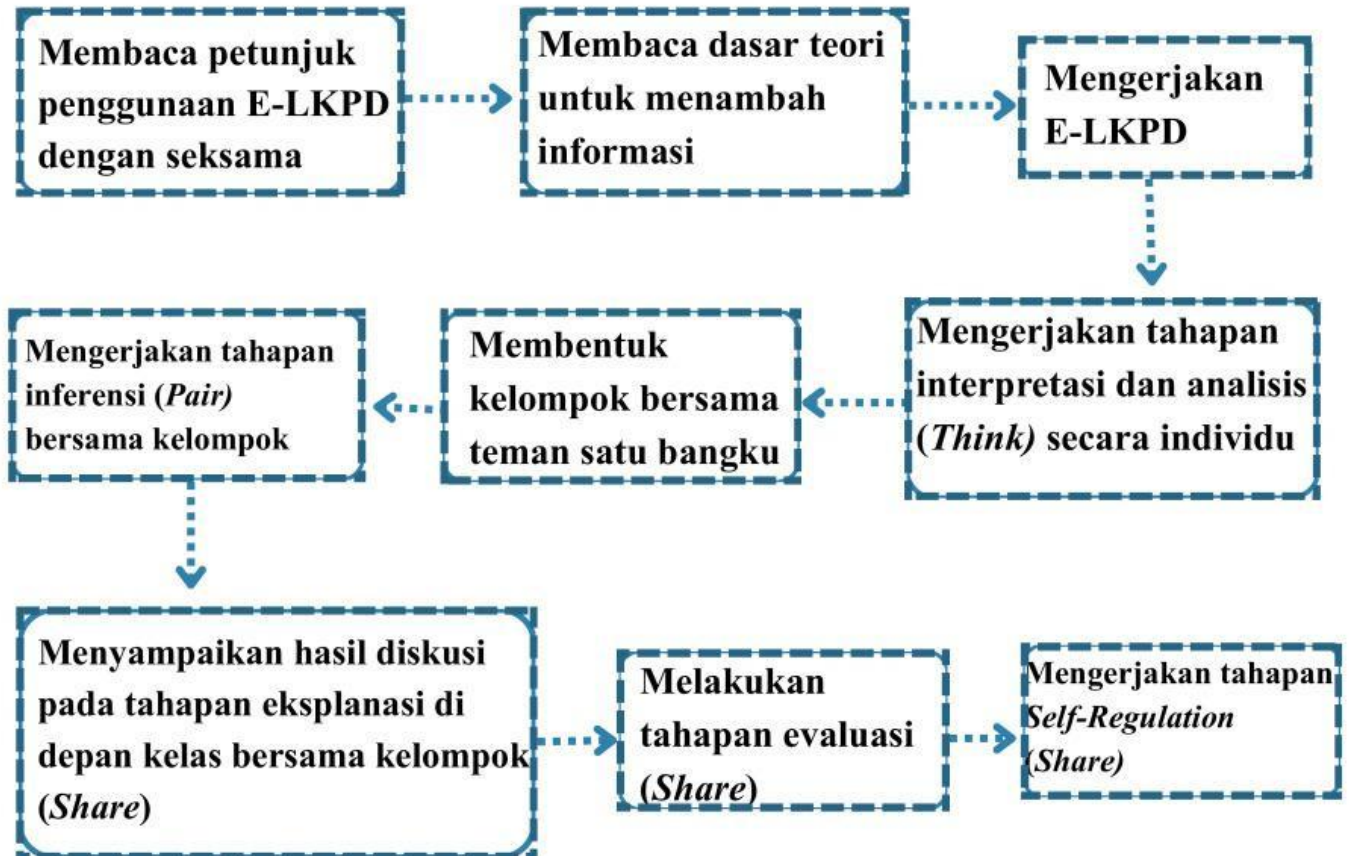 Membaca petunjuk
penggunaan E-LKPD
dengan seksama
Membaca dasar teori
untuk menambah
informasi
Mengerjakan
E-LKPD
Mengerjakan tahapan
interpretasi dan analisis
(Think) secara individu
Membentuk
kelompok bersama
teman satu bangku
Mengerjakan tahapan
inferensi (Pair)
bersama kelompok
Menyampaikan hasil diskusi
pada tahapan eksplanasi di
depan kelas bersama kelompok
(Share)
Melakukan
tahapan evaluasi
(Share)
Mengerjakan tahapan
Self-Regulation
(Share)